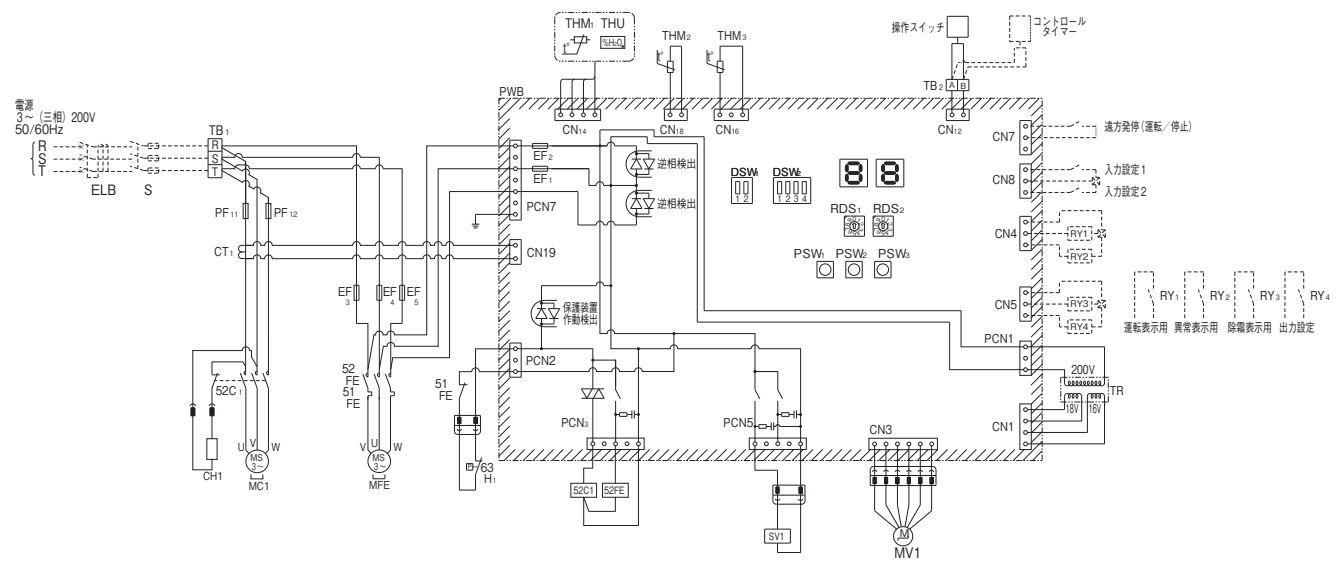 THM1 THU
t°
%H2O
THM2
t°
THM3
t°
操作スイッチ
コントロール
タイマー
TB2 A B
PWB
CN14
CN18
CN16
CN12
電源
3～ (三相) 200V
50/60Hz
R
S
T
ELB
S
TB1
R
S
T
PF11
PF12
CT1
EF3
EF4
EF5
EF2
EF1
PCN7
CN19
逆相検出
逆相検出
DSW1
1 2
DSW2
1 2 3 4
8 8
RDS1 RDS2
PSW1 PSW2 PSW3
CN7
遠方発停 (運転／停止)
CN8
入力設定1
入力設定2
CN4
RY1
RY2
CN5
RY3
RY4
RY1
RY2
RY3
RY4
運転表示用
異常表示用
除霜表示用
出力設定
保護装置
作動検出
PCN2
PCN1
200V
18V
16V
TR
CN1
52C1
CH1
U
V
W
MS
3～
MC1
52
FE
51
FE
V
U
W
MS
3～
MFE
51
FE
P
63
H1
PCN3
52C1
52FE
PCN5
SV1
CN3
M
MV1